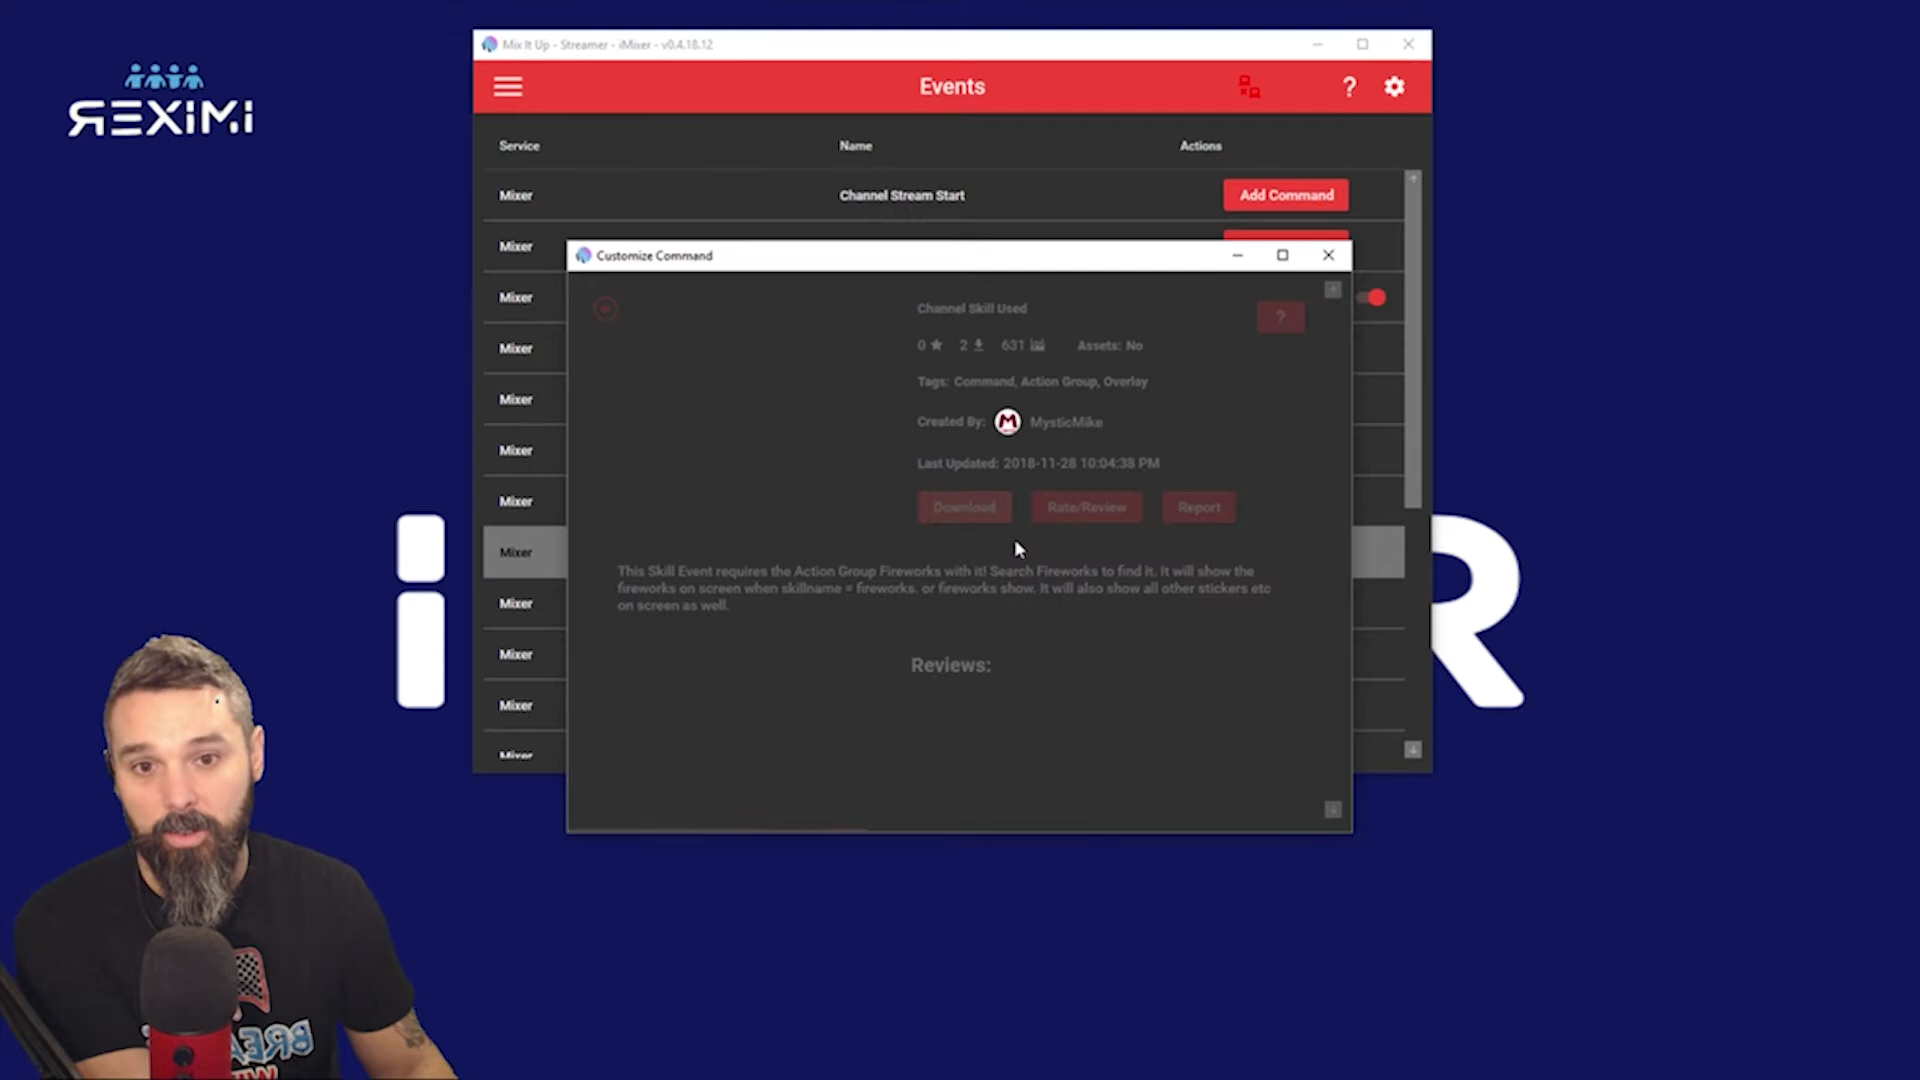 ЯƎXiMi
Mix It Up - Streamer - iMixer - v0.4.18.12
Events
?
Service Name Actions
Mixer Channel Stream Start Add Command
Mixer
Customize Command
Mixer
Channel Skill Used
?
0 2 631 Assets: No
Mixer
Tags: Command, Action Group, Overlay
Mixer
Created By: M MysticMike
Mixer
Last Updated: 2018-11-28 10:04:38 PM
Mixer
Download Rate/Review Report
Mixer
This Skill Event requires the Action Group Fireworks with it! Search Fireworks to find it. It will show the
fireworks on screen when skillname = fireworks. or fireworks show. It will also show all other stickers etc
on screen as well.
Mixer
Mixer
Reviews:
Mixer
Mixer
i R